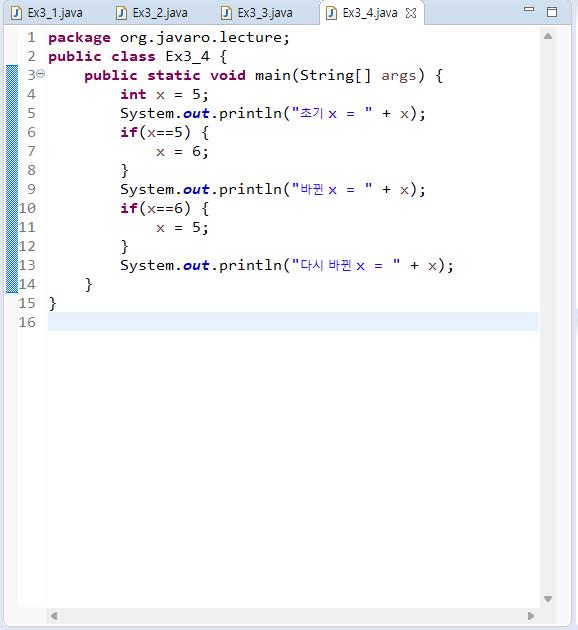 Ex3_1.java Ex3_2.java Ex3_3.java Ex3_4.java
1 package org.javaro.lecture;
2 public class Ex3_4 {
3 public static void main(String[] args) {
4 int x = 5;
5 System.out.println("초기 x = " + x);
6 if(x==5) {
7 x = 6;
8 }
9 System.out.println("바뀐 x = " + x);
10 if(x==6) {
11 x = 5;
12 }
13 System.out.println("다시 바뀐 x = " + x);
14 }
15 }
16